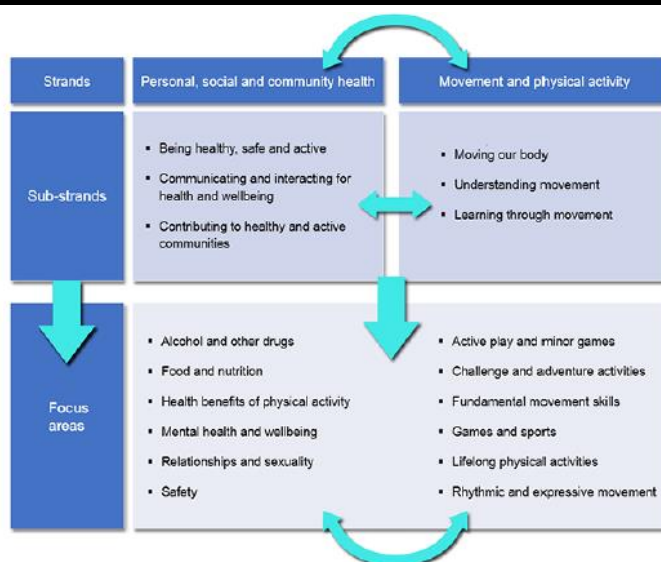 Strands
Personal, social and community health
Movement and physical activity
Sub-strands
▪ Being healthy, safe and active
▪ Communicating and interacting for
health and wellbeing
▪ Contributing to healthy and active
communities
▪ Moving our body
▪ Understanding movement
▪ Learning through movement
Focus
areas
▪ Alcohol and other drugs
▪ Food and nutrition
▪ Health benefits of physical activity
▪ Mental health and wellbeing
▪ Relationships and sexuality
▪ Safety
▪ Active play and minor games
▪ Challenge and adventure activities
▪ Fundamental movement skills
▪ Games and sports
▪ Lifelong physical activities
▪ Rhythmic and expressive movement